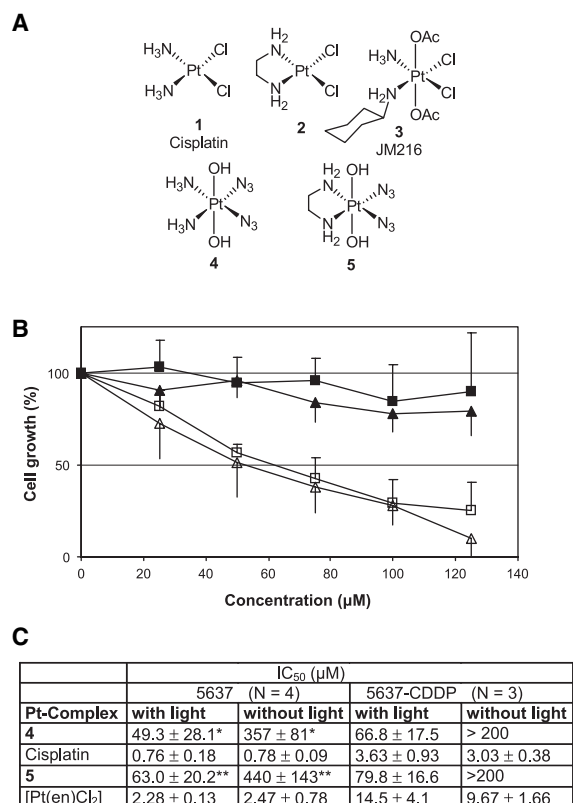 A
H₃N Cl H₂N Cl OAc
Pt Pt H₃N Cl
H₃N Cl N H₂ Cl Pt
H₂N Cl
1 2 OAc
3
Cisplatin JM216
OH H₂ OH
H₃N N₃ N N₃
Pt Pt
H₃N N₃ N N₃
OH H₂ OH
4 5
B
Cell growth (%)
100
50
0
0 20 40 60 80 100 120 140
Concentration (µM)
C
IC₅₀ (µM)
5637 (N = 4) 5637-CDDP (N = 3)
Pt-Complex with light without light with light without light
4 49.3 ± 28.1* 357 ± 81* 66.8 ± 17.5 > 200
Cisplatin 0.76 ± 0.18 0.78 ± 0.09 3.63 ± 0.93 3.03 ± 0.38
5 63.0 ± 20.2** 440 ± 143** 79.8 ± 16.6 >200
[Pt(en)Cl₂] 2.28 ± 0.13 2.47 ± 0.78 14.5 ± 4.1 9.67 ± 1.66